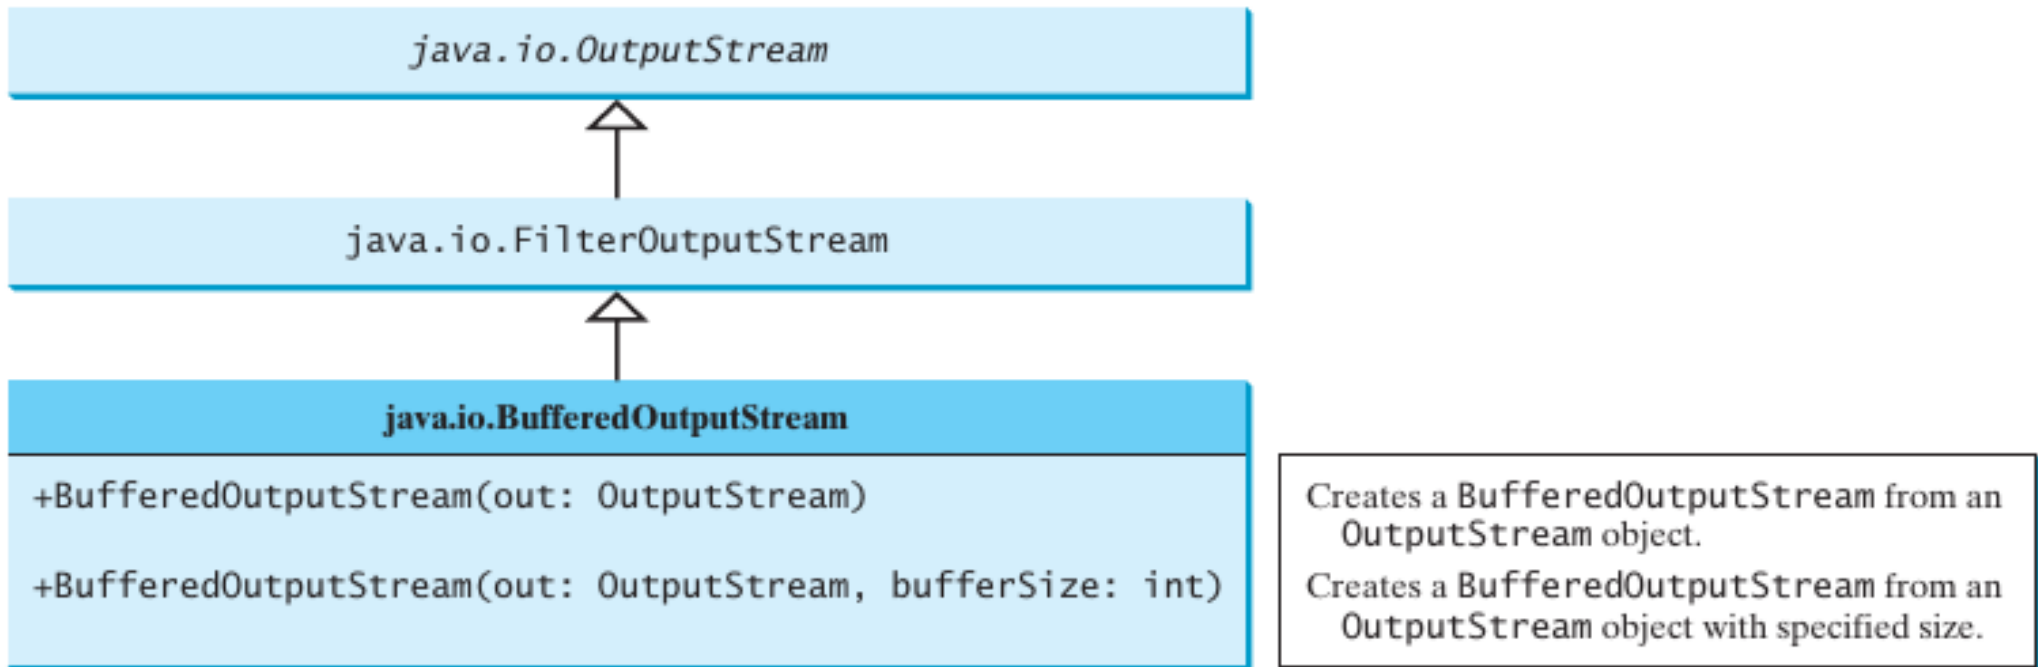 java.io.OutputStream
java.io.FilterOutputStream
java.io.BufferedOutputStream
+BufferedOutputStream(out: OutputStream)
+BufferedOutputStream(out: OutputStream, bufferSize: int)
Creates a BufferedOutputStream from an
OutputStream object.
Creates a BufferedOutputStream from an
OutputStream object with specified size.